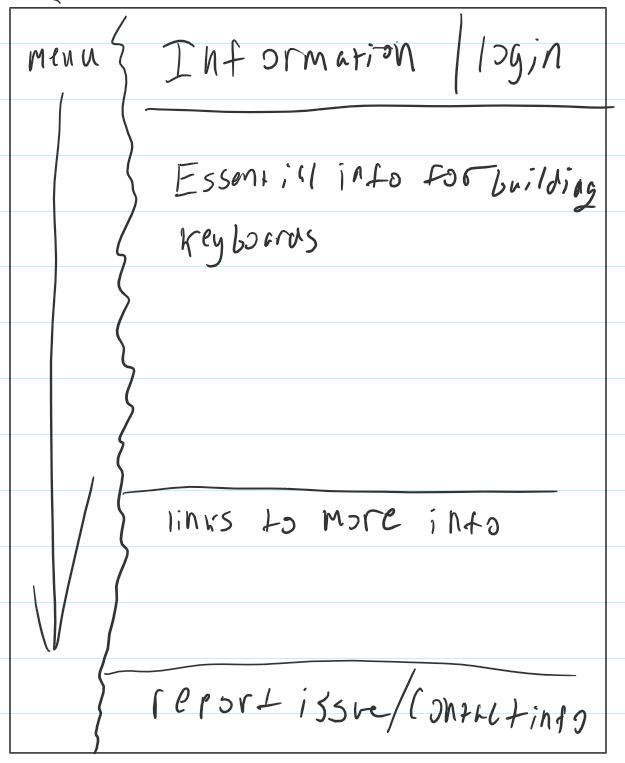 menu
Information | login
Essential info for building
keyboards
links to more info
report issue/Contact info